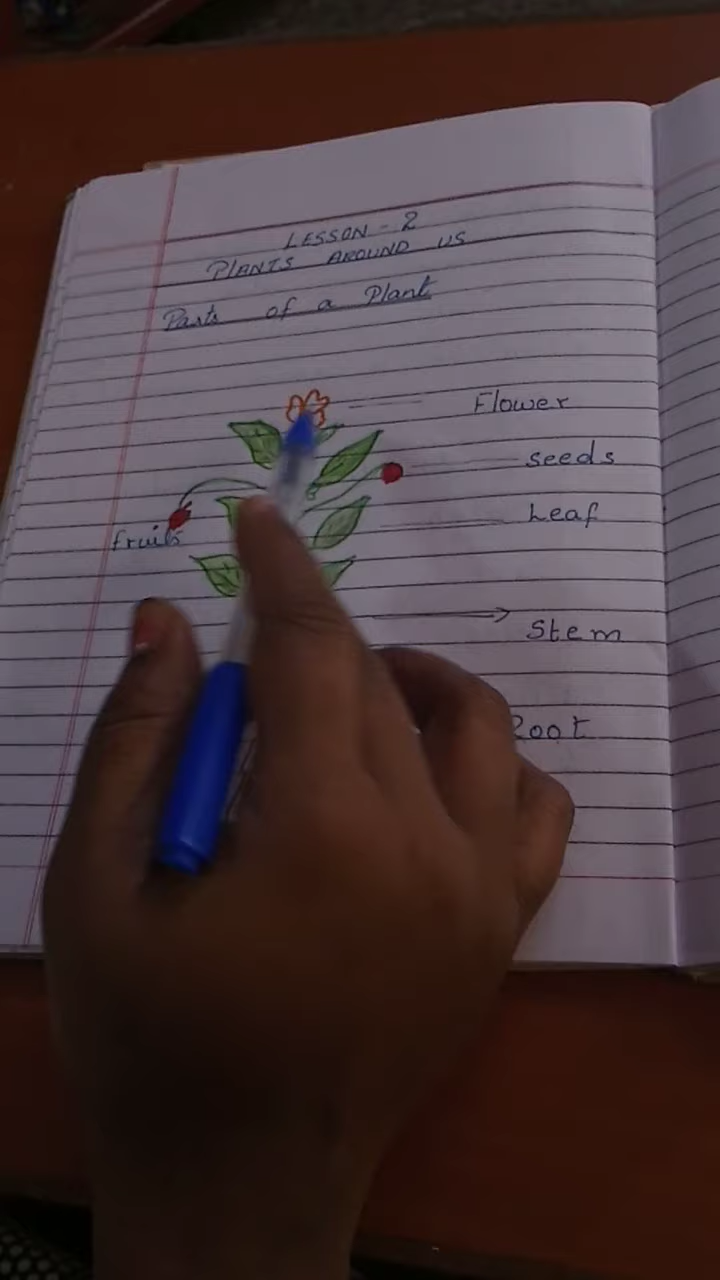 LESSON - 2
PLANTS AROUND US
Parts of a Plant
Flower
seeds
Leaf
fruits
Stem
Root